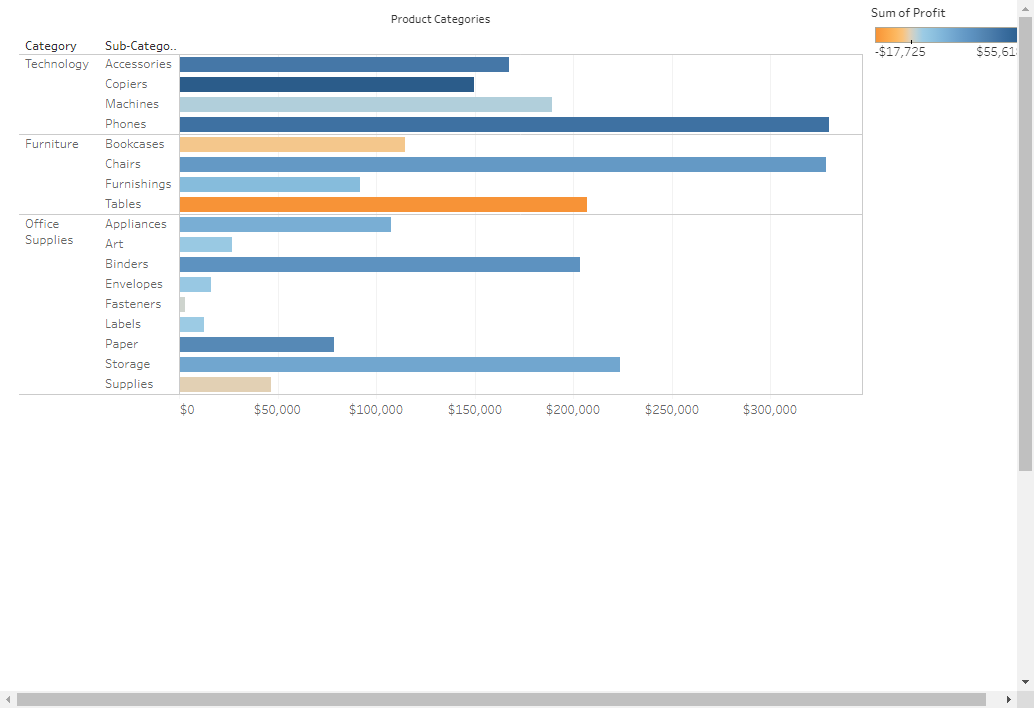 Product Categories
Sum of Profit
-$17,725 $55,618
Category Sub-Catego..
Technology Accessories
Copiers
Machines
Phones
Furniture Bookcases
Chairs
Furnishings
Tables
Office Supplies Appliances
Art
Binders
Envelopes
Fasteners
Labels
Paper
Storage
Supplies
$0 $50,000 $100,000 $150,000 $200,000 $250,000 $300,000